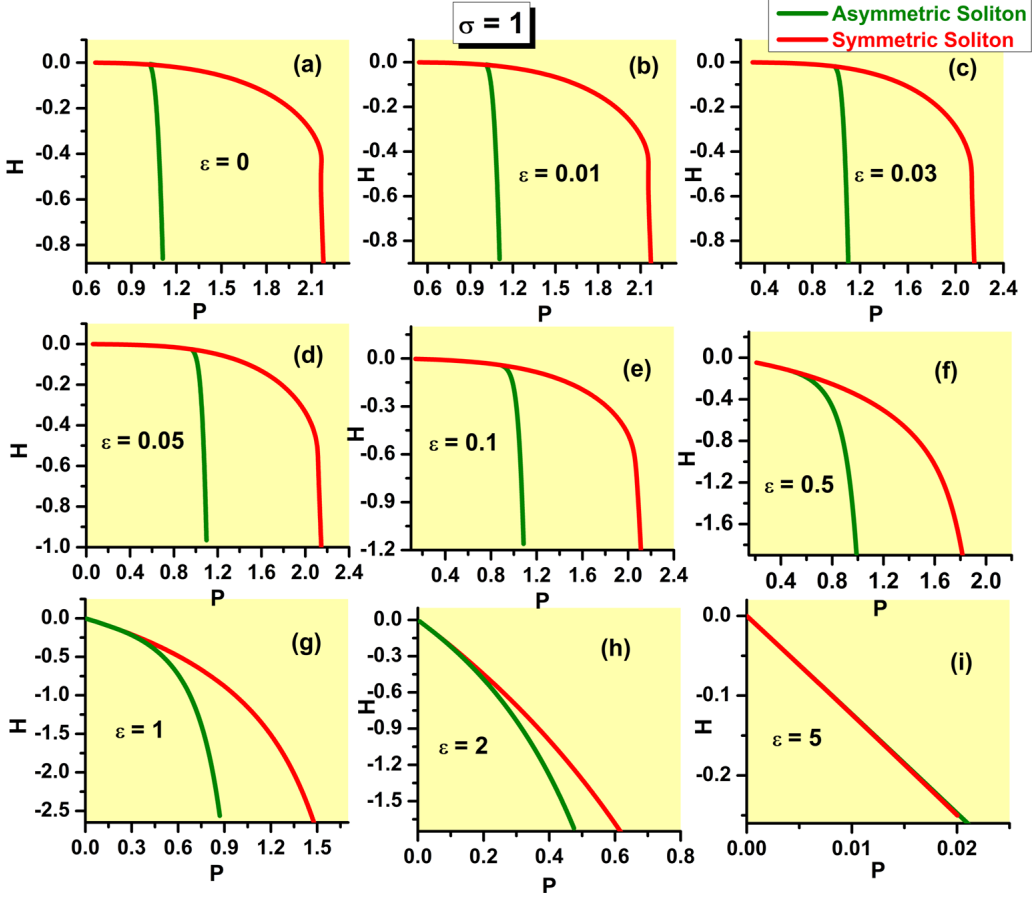 σ = 1
Asymmetric Soliton
Symmetric Soliton
(a)
ε = 0
H
0.0
-0.2
-0.4
-0.6
-0.8
0.6 0.9 1.2 1.5 1.8 2.1
P
(b)
ε = 0.01
H
0.0
-0.2
-0.4
-0.6
-0.8
0.6 0.9 1.2 1.5 1.8 2.1
P
(c)
ε = 0.03
H
0.0
-0.2
-0.4
-0.6
-0.8
0.4 0.8 1.2 1.6 2.0 2.4
P
(d)
ε = 0.05
H
0.0
-0.2
-0.4
-0.6
-0.8
-1.0
0.0 0.4 0.8 1.2 1.6 2.0 2.4
P
(e)
ε = 0.1
H
0.0
-0.3
-0.6
-0.9
-1.2
0.4 0.8 1.2 1.6 2.0 2.4
P
(f)
ε = 0.5
H
0.0
-0.4
-0.8
-1.2
-1.6
0.4 0.8 1.2 1.6 2.0
P
(g)
ε = 1
H
0.0
-0.5
-1.0
-1.5
-2.0
-2.5
0.0 0.3 0.6 0.9 1.2 1.5
P
(h)
ε = 2
H
0.0
-0.3
-0.6
-0.9
-1.2
-1.5
0.0 0.2 0.4 0.6 0.8
P
(i)
ε = 5
H
0.0
-0.1
-0.2
0.00 0.01 0.02
P